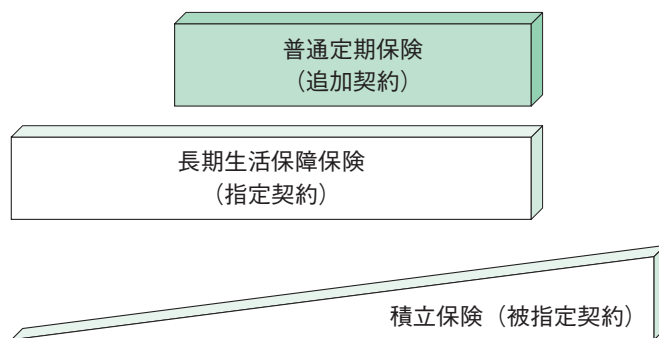 普通定期保険
（追加契約）
長期生活保障保険
（指定契約）
積立保険（被指定契約）